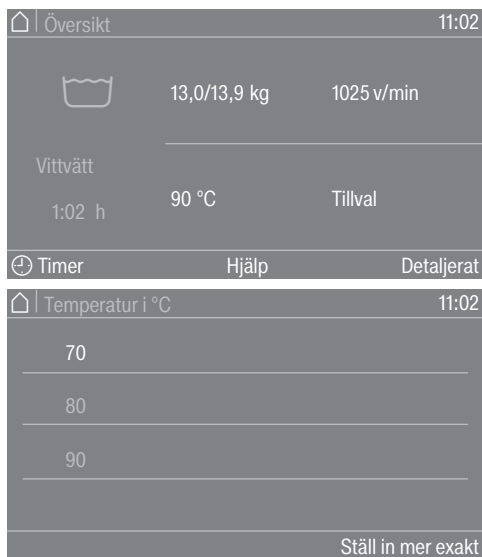 Översikt 11:02
13,0/13,9 kg 1025 v/min
Vittvätt
90 °C Tillval
1:02 h
Timer Hjälp Detaljerat
Temperatur i °C 11:02
70
80
90
Ställ in mer exakt